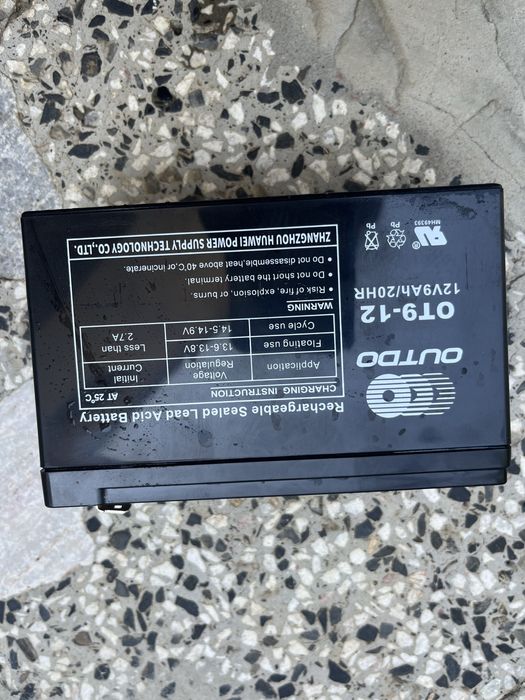 OUTDO
OT9-12
12V9Ah/20HR
MH49393
Pb
Pb
Rechargeable Sealed Lead Acid Battery
CHARGING INSTRUCTION AT 25°C
Application Voltage Regulation Initial Current
Floating use 13.6-13.8V Less than 2.7A
Cycle use 14.5-14.9V
WARNING
• Risk of fire, explosion, or burns.
• Do not short the battery terminal.
• Do not disassemble,heat above 40°C,or incinerate.
ZHANGZHOU HUAWEI POWER SUPPLY TECHNOLOGY CO.,LTD.